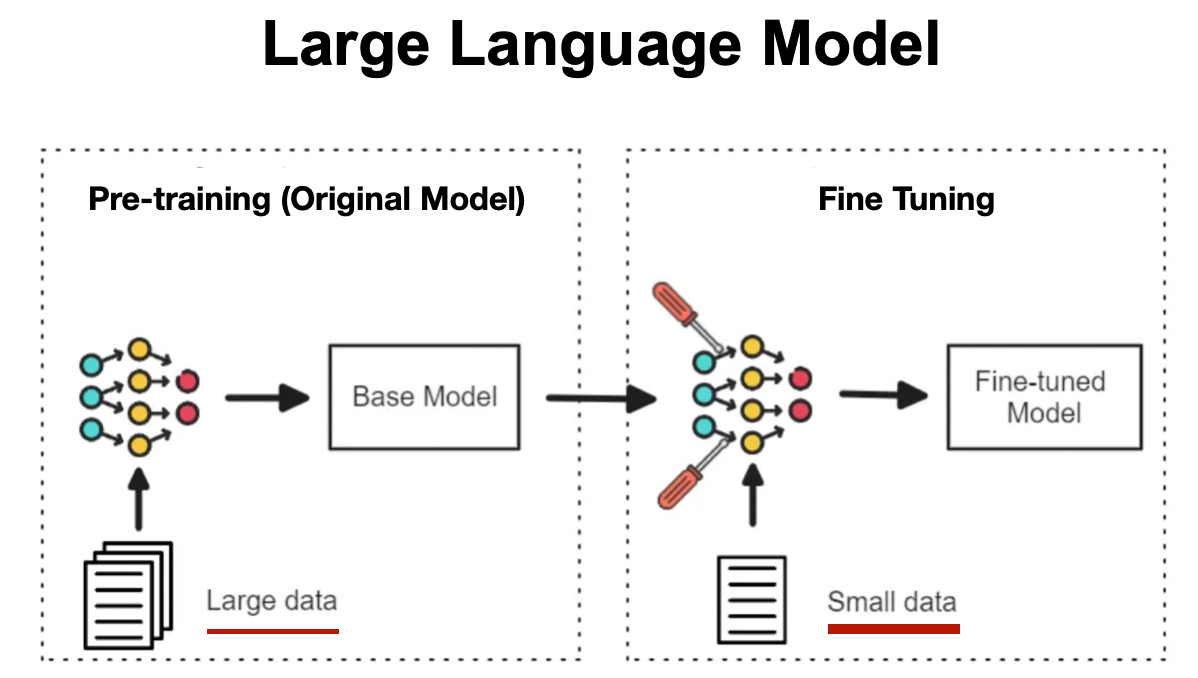 Large Language Model
Pre-training (Original Model)
Fine Tuning
Base Model
Fine-tuned
Model
Large data
Small data